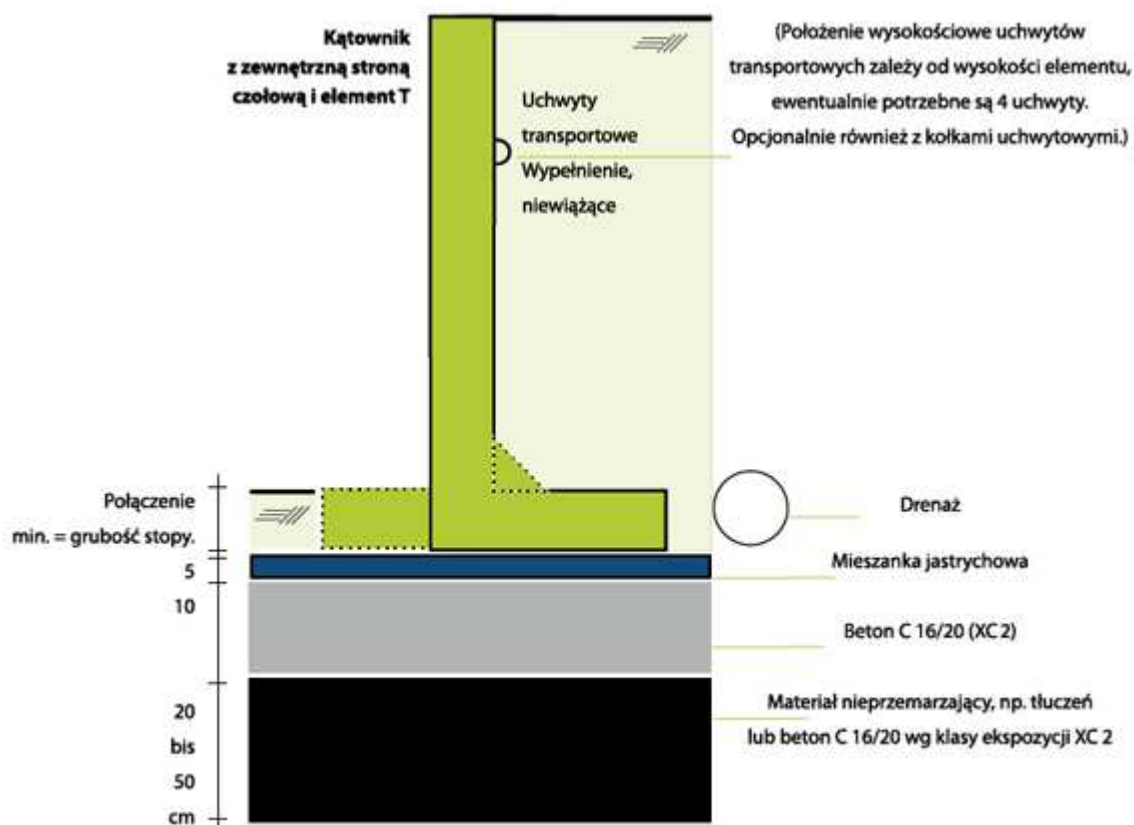 Kątownik
z zewnętrzną stroną
czołową i element T
Uchwyty
transportowe
Wypełnienie,
niewiążące
(Położenie wysokościowe uchwytów
transportowych zależy od wysokości elementu,
ewentualnie potrzebne są 4 uchwyty.
Opcjonalnie również z kołkami uchwytowymi.)
Połączenie
min. = grubość stopy.
5
10
20
bis
50
cm
Drenaż
Mieszanka jastrychowa
Beton C 16/20 (XC 2)
Materiał nieprzemarzający, np. tłuczeń
lub beton C 16/20 wg klasy ekspozycji XC 2